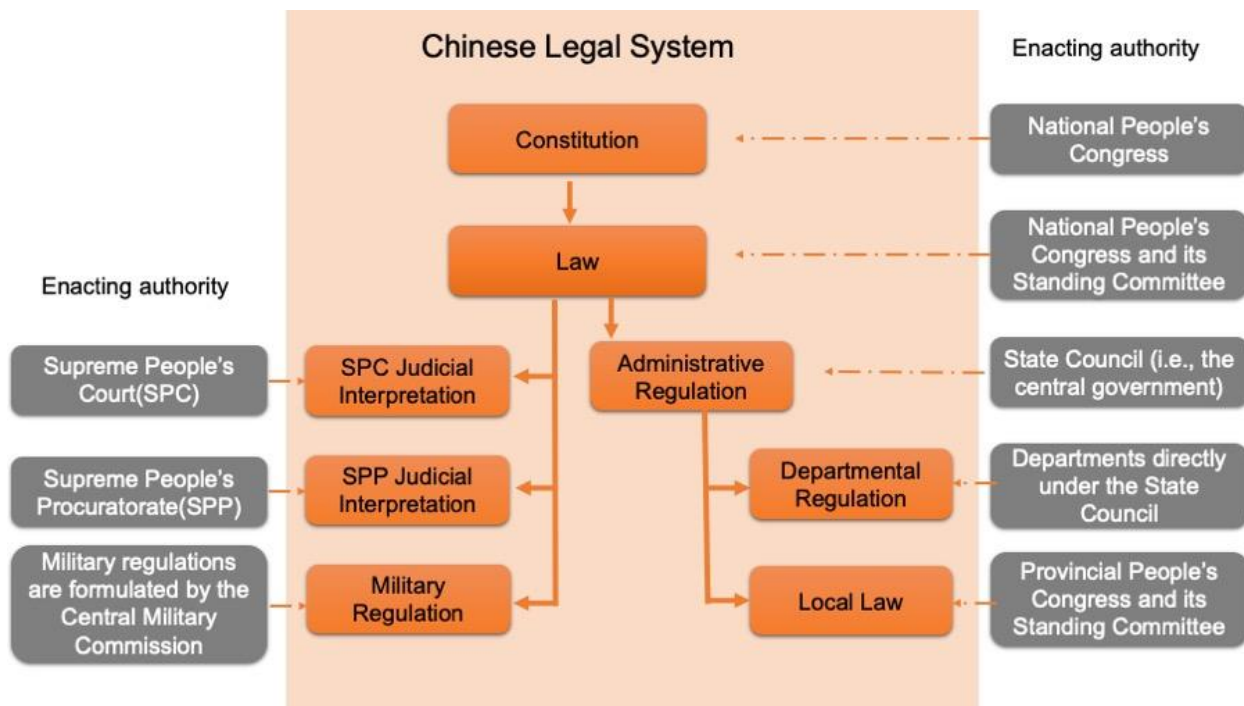 Chinese Legal System
Enacting authority
Constitution
National People's
Congress
Law
National People's
Congress and its
Standing Committee
Enacting authority
Supreme People's
Court(SPC)
SPC Judicial
Interpretation
Administrative
Regulation
State Council (i.e., the
central government)
Supreme People's
Procuratorate(SPP)
SPP Judicial
Interpretation
Departmental
Regulation
Departments directly
under the State
Council
Military regulations
are formulated by the
Central Military
Commission
Military
Regulation
Local Law
Provincial People's
Congress and its
Standing Committee